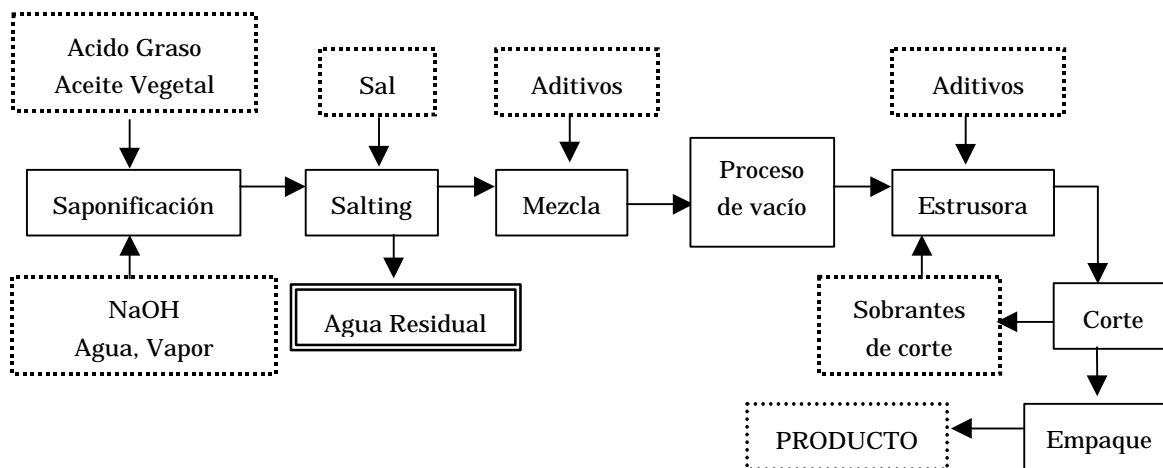 Acido Graso
Aceite Vegetal
Sal
Aditivos
Aditivos
Saponificación
Salting
Mezcla
Proceso
de vacío
Estrusora
NaOH
Agua, Vapor
Agua Residual
Sobrantes
de corte
Corte
PRODUCTO
Empaque